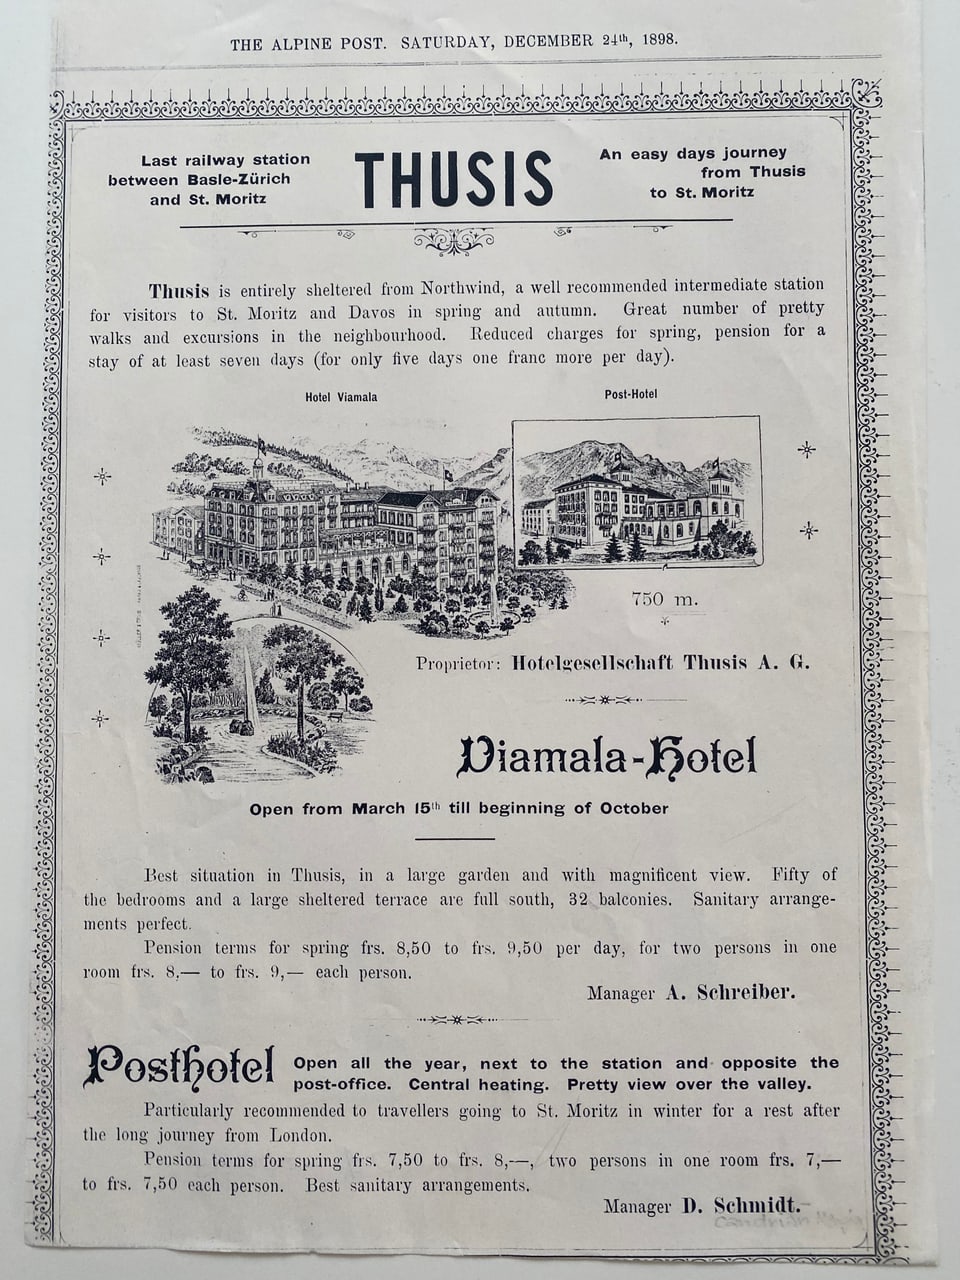 THE ALPINE POST. SATURDAY, DECEMBER 24th, 1898.
Last railway station
between Basle-Zürich
and St. Moritz
THUSIS
An easy days journey
from Thusis
to St. Moritz
Thusis is entirely sheltered from Northwind, a well recommended intermediate station
for visitors to St. Moritz and Davos in spring and autumn. Great number of pretty
walks and excursions in the neighbourhood. Reduced charges for spring, pension for a
stay of at least seven days (for only five days one franc more per day).
Hotel Viamala
Post-Hotel
750 m.
Proprietor: Hotelgesellschaft Thusis A. G.
Viamala-Hotel
Open from March 15th till beginning of October
Best situation in Thusis, in a large garden and with magnificent view. Fifty of
the bedrooms and a large sheltered terrace are full south, 32 balconies. Sanitary arrange-
ments perfect.
Pension terms for spring frs. 8,50 to frs. 9,50 per day, for two persons in one
room frs. 8,— to frs. 9,— each person.
Manager A. Schreiber.
Posthotel
Open all the year, next to the station and opposite the
post-office. Central heating. Pretty view over the valley.
Particularly recommended to travellers going to St. Moritz in winter for a rest after
the long journey from London.
Pension terms for spring frs. 7,50 to frs. 8,—, two persons in one room frs. 7,—
to frs. 7,50 each person. Best sanitary arrangements.
Manager D. Schmidt.